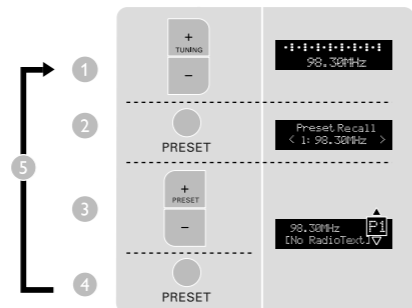 1
+
TUNING
–
98.30MHz
2
PRESET
Preset Recall
< 1: 98.30MHz >
5
3
+
PRESET
–
98.30MHz P1
[No RadioText]
4
PRESET